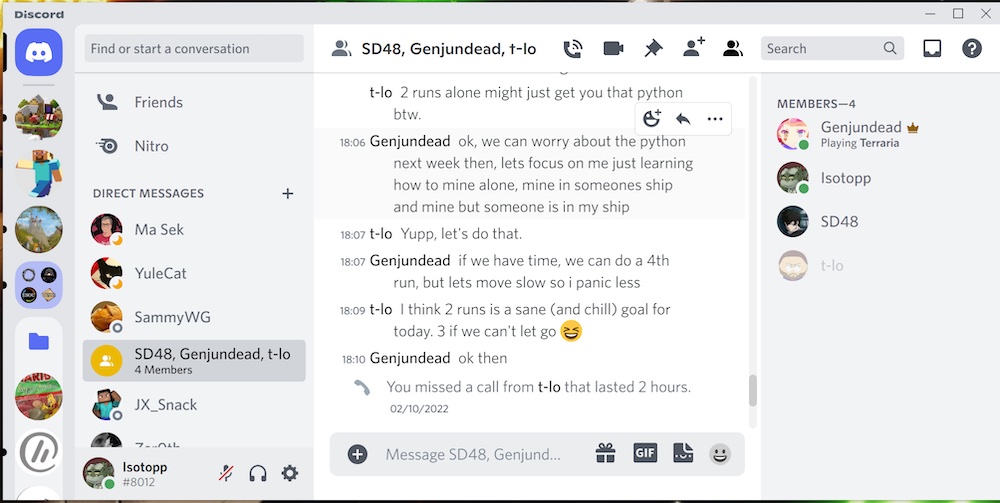 Discord
Find or start a conversation
Friends
Nitro
DIRECT MESSAGES
Ma Sek
YuleCat
SammyWG
SD48, Genjundead, t-lo
4 Members
JX_Snack
Isotopp
#8012
SD48, Genjundead, t-lo
Search
t-lo 2 runs alone might just get you that python
btw.
18:06 Genjundead ok, we can worry about the python
next week then, lets focus on me just learning
how to mine alone, mine in someones ship
and mine but someone is in my ship
18:07 t-lo Yupp, let's do that.
18:07 Genjundead if we have time, we can do a 4th
run, but lets move slow so i panic less
18:09 t-lo I think 2 runs is a sane (and chill) goal for
today. 3 if we can't let go 😆
18:10 Genjundead ok then
You missed a call from t-lo that lasted 2 hours.
02/10/2022
Message SD48, Genjund...
GIF
MEMBERS—4
Genjundead
Playing Terraria
Isotopp
SD48
t-lo